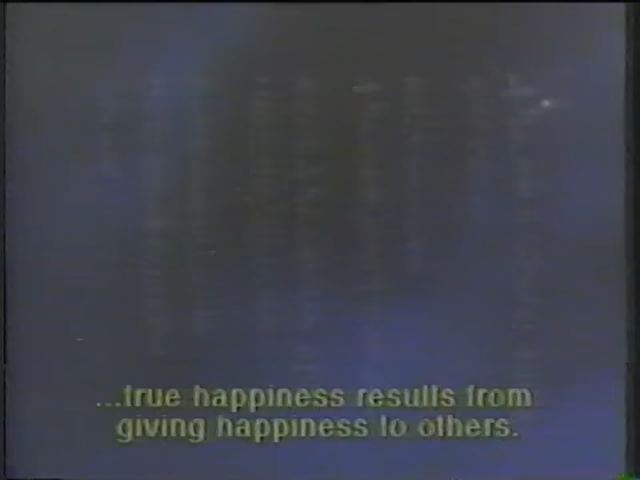 ...true happiness results from
giving happiness to others.